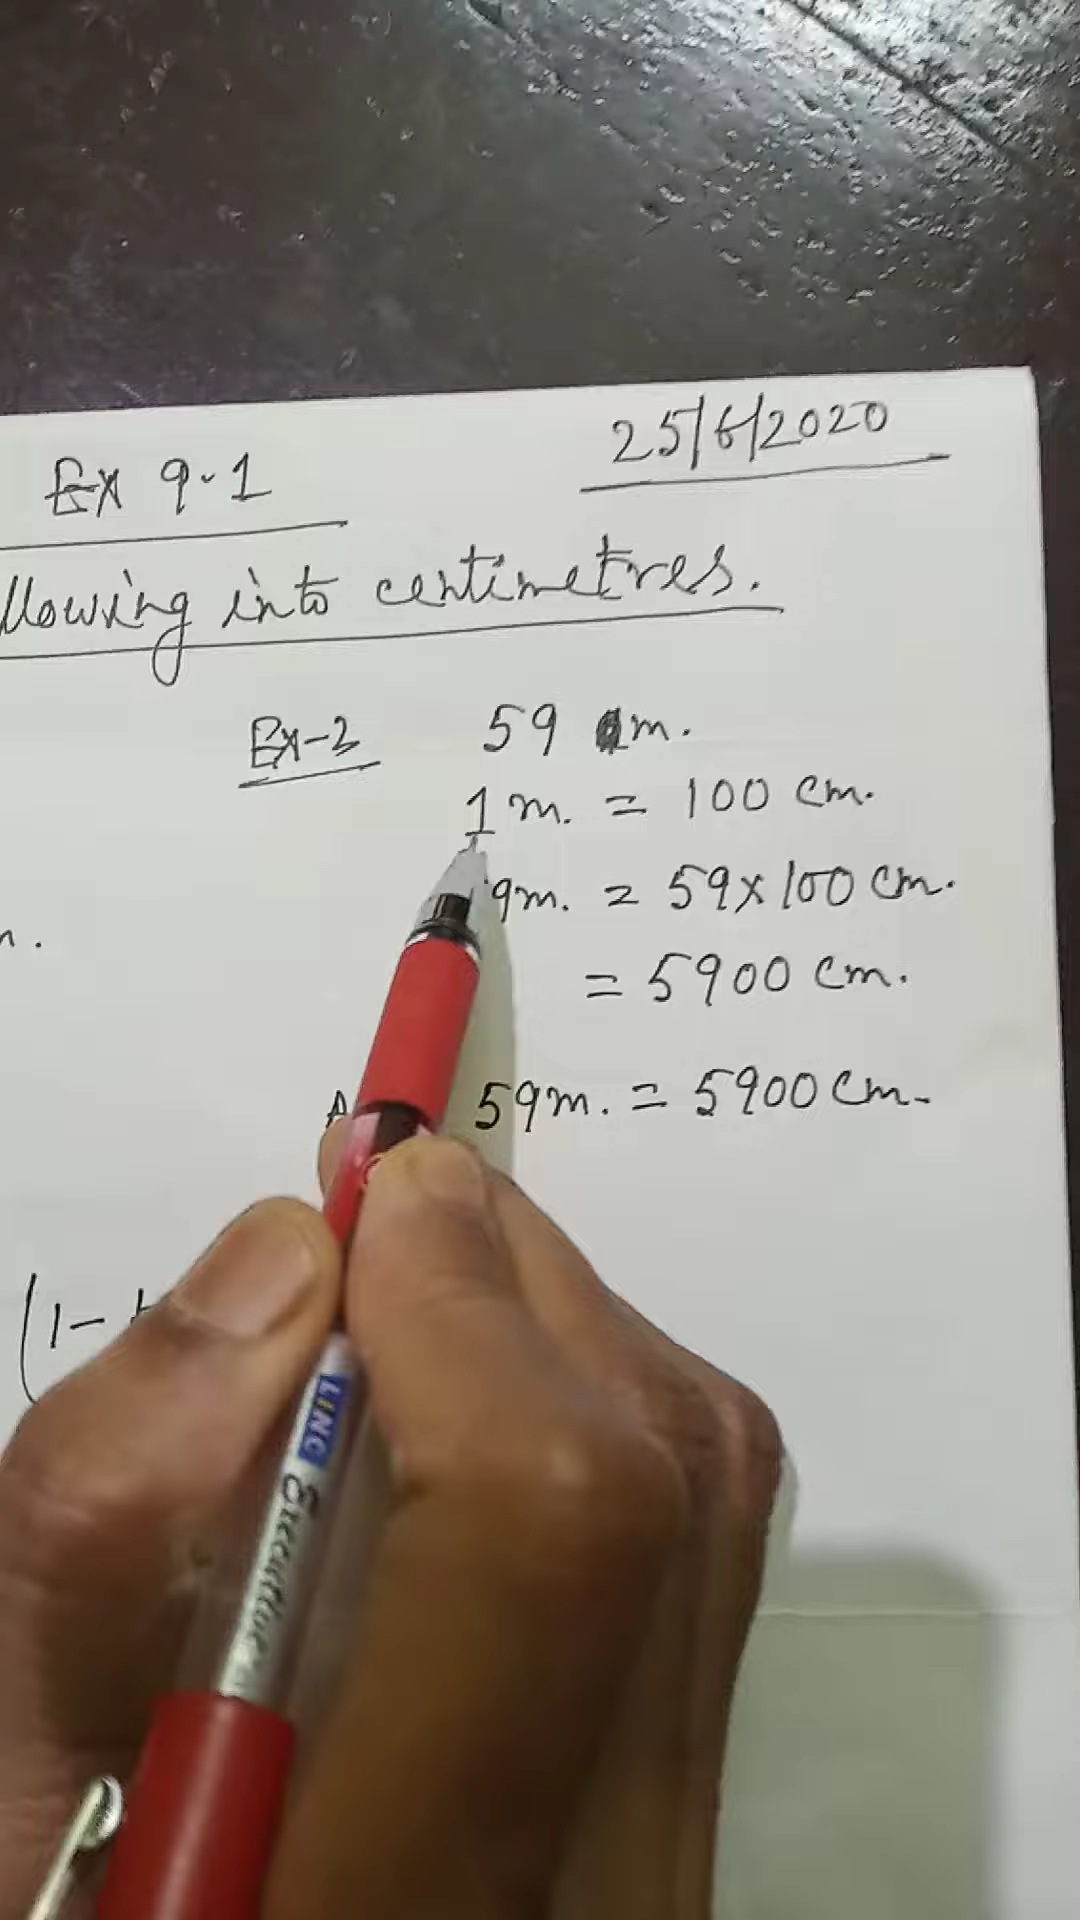 Ex 9.1
25/6/2020
llowing into centimetres.
Ex-2 59 m.
1 m. = 100 cm.
9m. = 59x100 cm.
= 5900 cm.
m.
A 59m. = 5900 cm.
(1-
LINC Executive